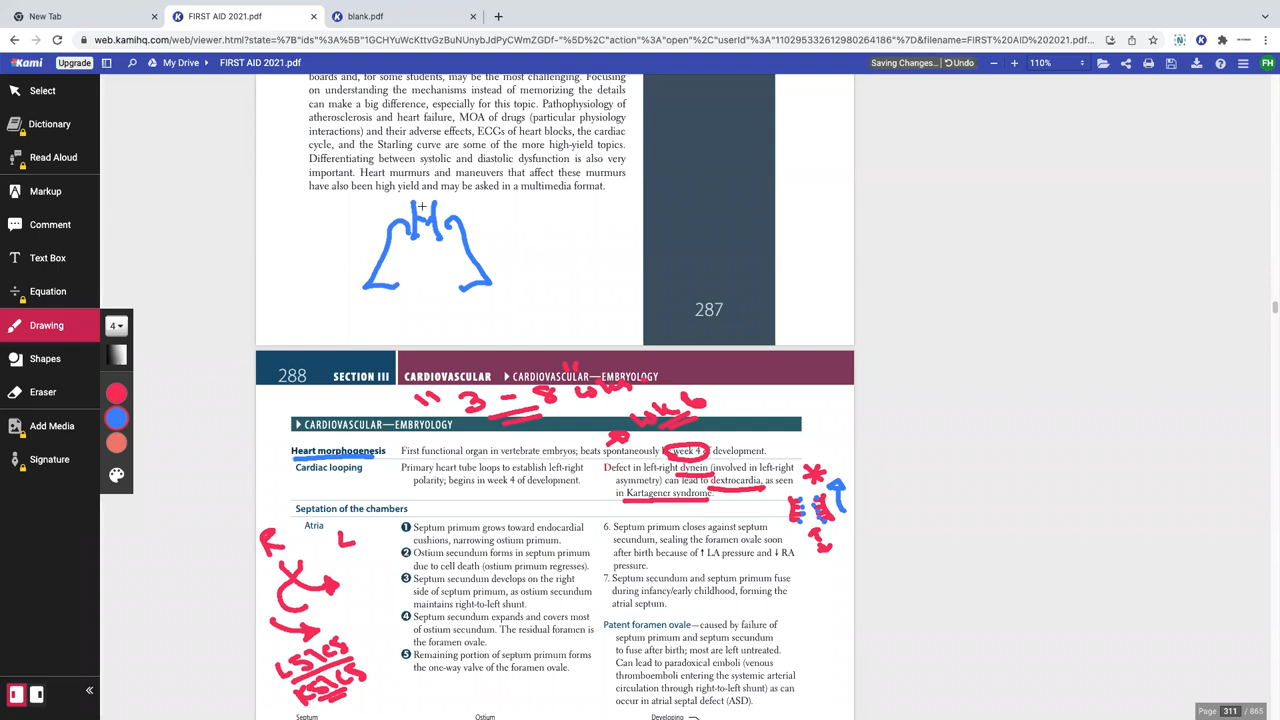 New Tab
FIRST AID 2021.pdf
blank.pdf
web.kamihq.com/web/viewer.html?state=%7B"ids"%3A%5B"1GCHYuWcKttvGzBuNUnybJdPyCWmZGDf-"%5D%2C"action"%3A"open"%2C"userId"%3A"110295332612980264186"%7D&filename=FIRST%20AID%202021.pdf...
Kami
Upgrade
My Drive
FIRST AID 2021.pdf
Saving Changes...
Undo
110%
FH
Select
Dictionary
Read Aloud
Markup
Comment
Text Box
Equation
Drawing
Shapes
Eraser
Add Media
Signature
4
boards and, for some students, may be the most challenging. Focusing
on understanding the mechanisms instead of memorizing the details
can make a big difference, especially for this topic. Pathophysiology of
atherosclerosis and heart failure, MOA of drugs (particular physiology
interactions) and their adverse effects, ECGs of heart blocks, the cardiac
cycle, and the Starling curve are some of the more high-yield topics.
Differentiating between systolic and diastolic dysfunction is also very
important. Heart murmurs and maneuvers that affect these murmurs
have also been high yield and may be asked in a multimedia format.
287
288 SECTION III CARDIOVASCULAR CARDIOVASCULAR—EMBRYOLOGY
3 - 8
CARDIOVASCULAR—EMBRYOLOGY
Heart morphogenesis
First functional organ in vertebrate embryos; beats spontaneously week 4 of development.
Cardiac looping
Primary heart tube loops to establish left-right
polarity; begins in week 4 of development.
Defect in left-right dynein (involved in left-right
asymmetry) can lead to dextrocardia, as seen
in Kartagener syndrome.
Septation of the chambers
Atria
R L
1 Septum primum grows toward endocardial
cushions, narrowing ostium primum.
2 Ostium secundum forms in septum primum
due to cell death (ostium primum regresses).
3 Septum secundum develops on the right
side of septum primum, as ostium secundum
maintains right-to-left shunt.
4 Septum secundum expands and covers most
of ostium secundum. The residual foramen is
the foramen ovale.
5 Remaining portion of septum primum forms
the one-way valve of the foramen ovale.
6. Septum primum closes against septum
secundum, sealing the foramen ovale soon
after birth because of ↑ LA pressure and ↓ RA
pressure.
7. Septum secundum and septum primum fuse
during infancy/early childhood, forming the
atrial septum.
Patent foramen ovale—caused by failure of
septum primum and septum secundum
to fuse after birth; most are left untreated.
Can lead to paradoxical emboli (venous
thromboemboli entering the systemic arterial
circulation through right-to-left shunt) as can
occur in atrial septal defect (ASD).
Septum
Ostium
Developing
Page 311 / 865